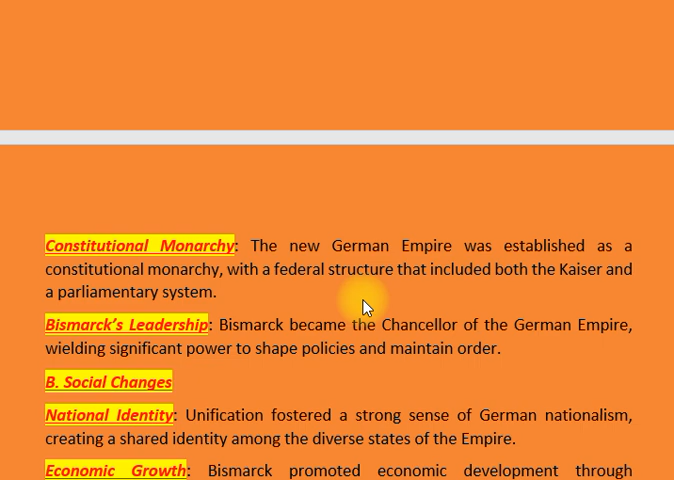 Constitutional Monarchy: The new German Empire was established as a
constitutional monarchy, with a federal structure that included both the Kaiser and
a parliamentary system.
Bismarck’s Leadership: Bismarck became the Chancellor of the German Empire,
wielding significant power to shape policies and maintain order.
B. Social Changes
National Identity: Unification fostered a strong sense of German nationalism,
creating a shared identity among the diverse states of the Empire.
Economic Growth: Bismarck promoted economic development through